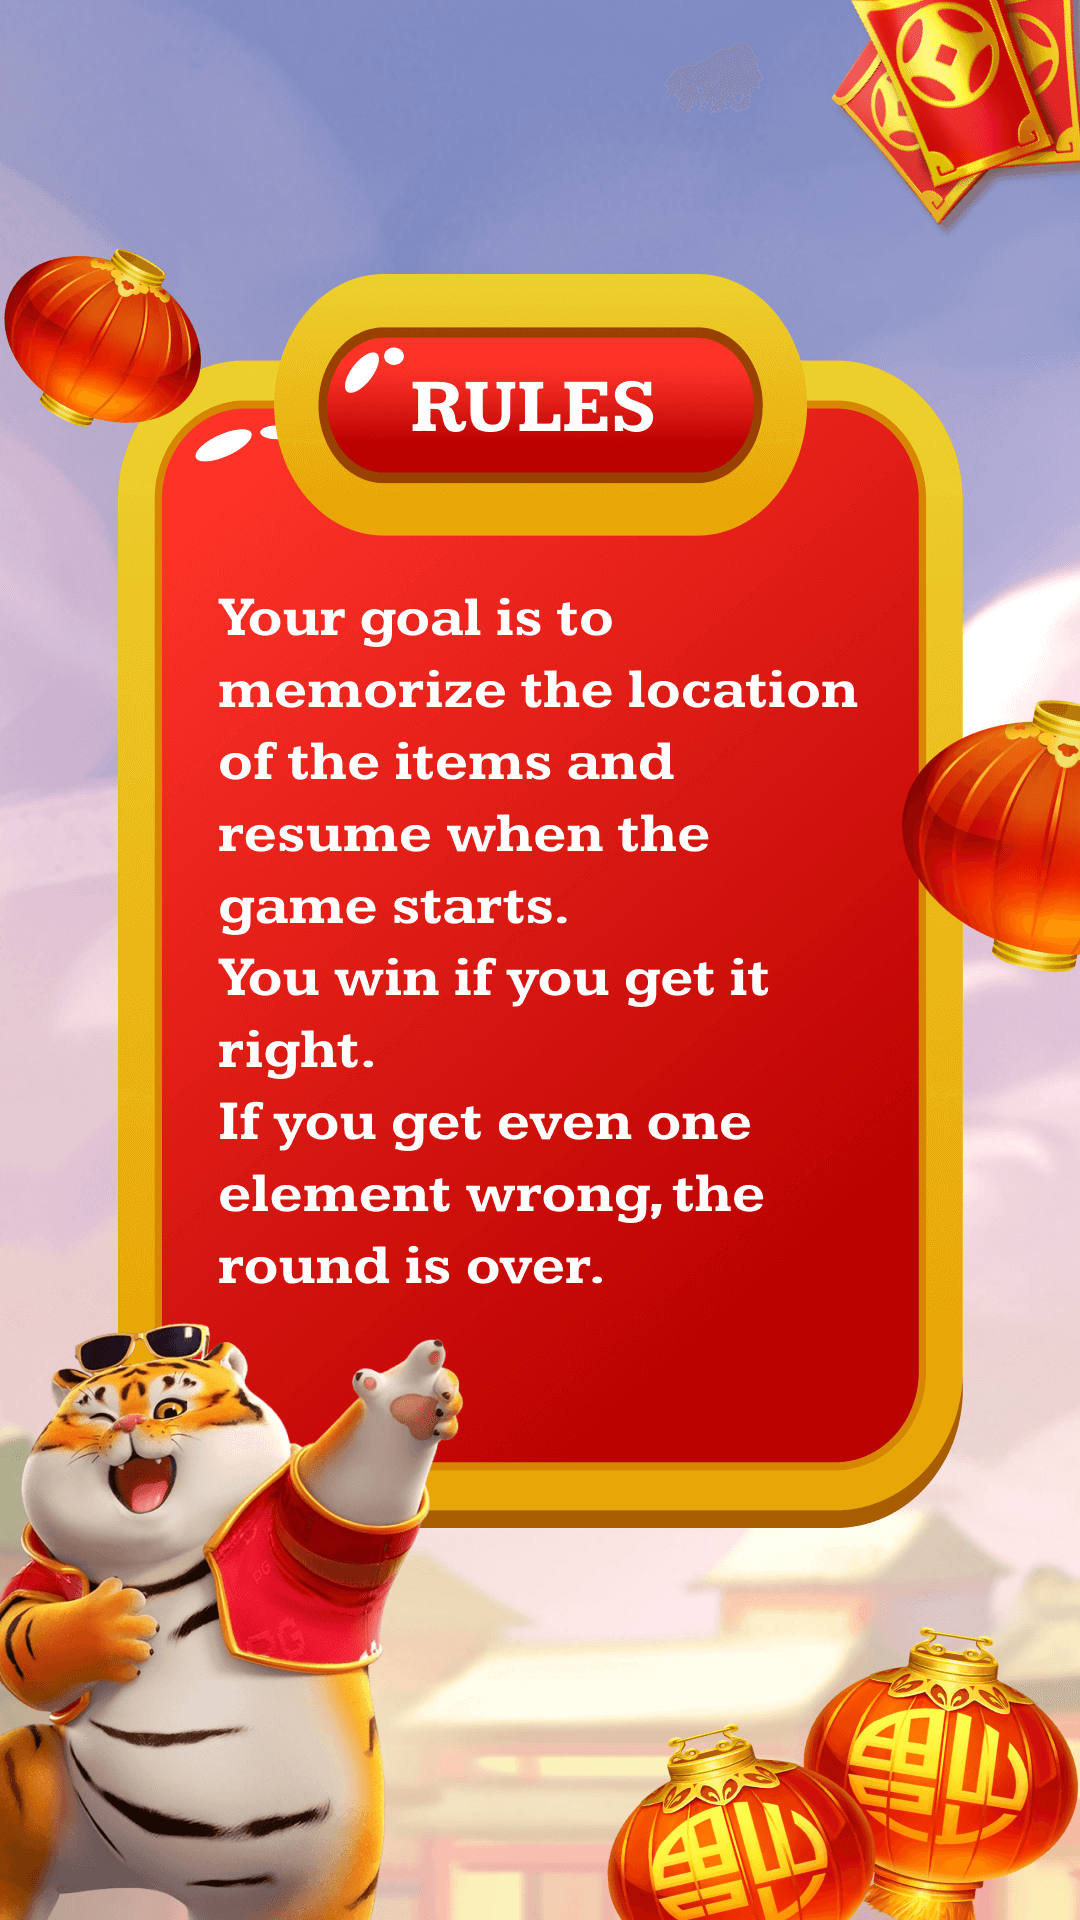 RULES
Your goal is to
memorize the location
of the items and
resume when the
game starts.
You win if you get it
right.
If you get even one
element wrong, the
round is over.